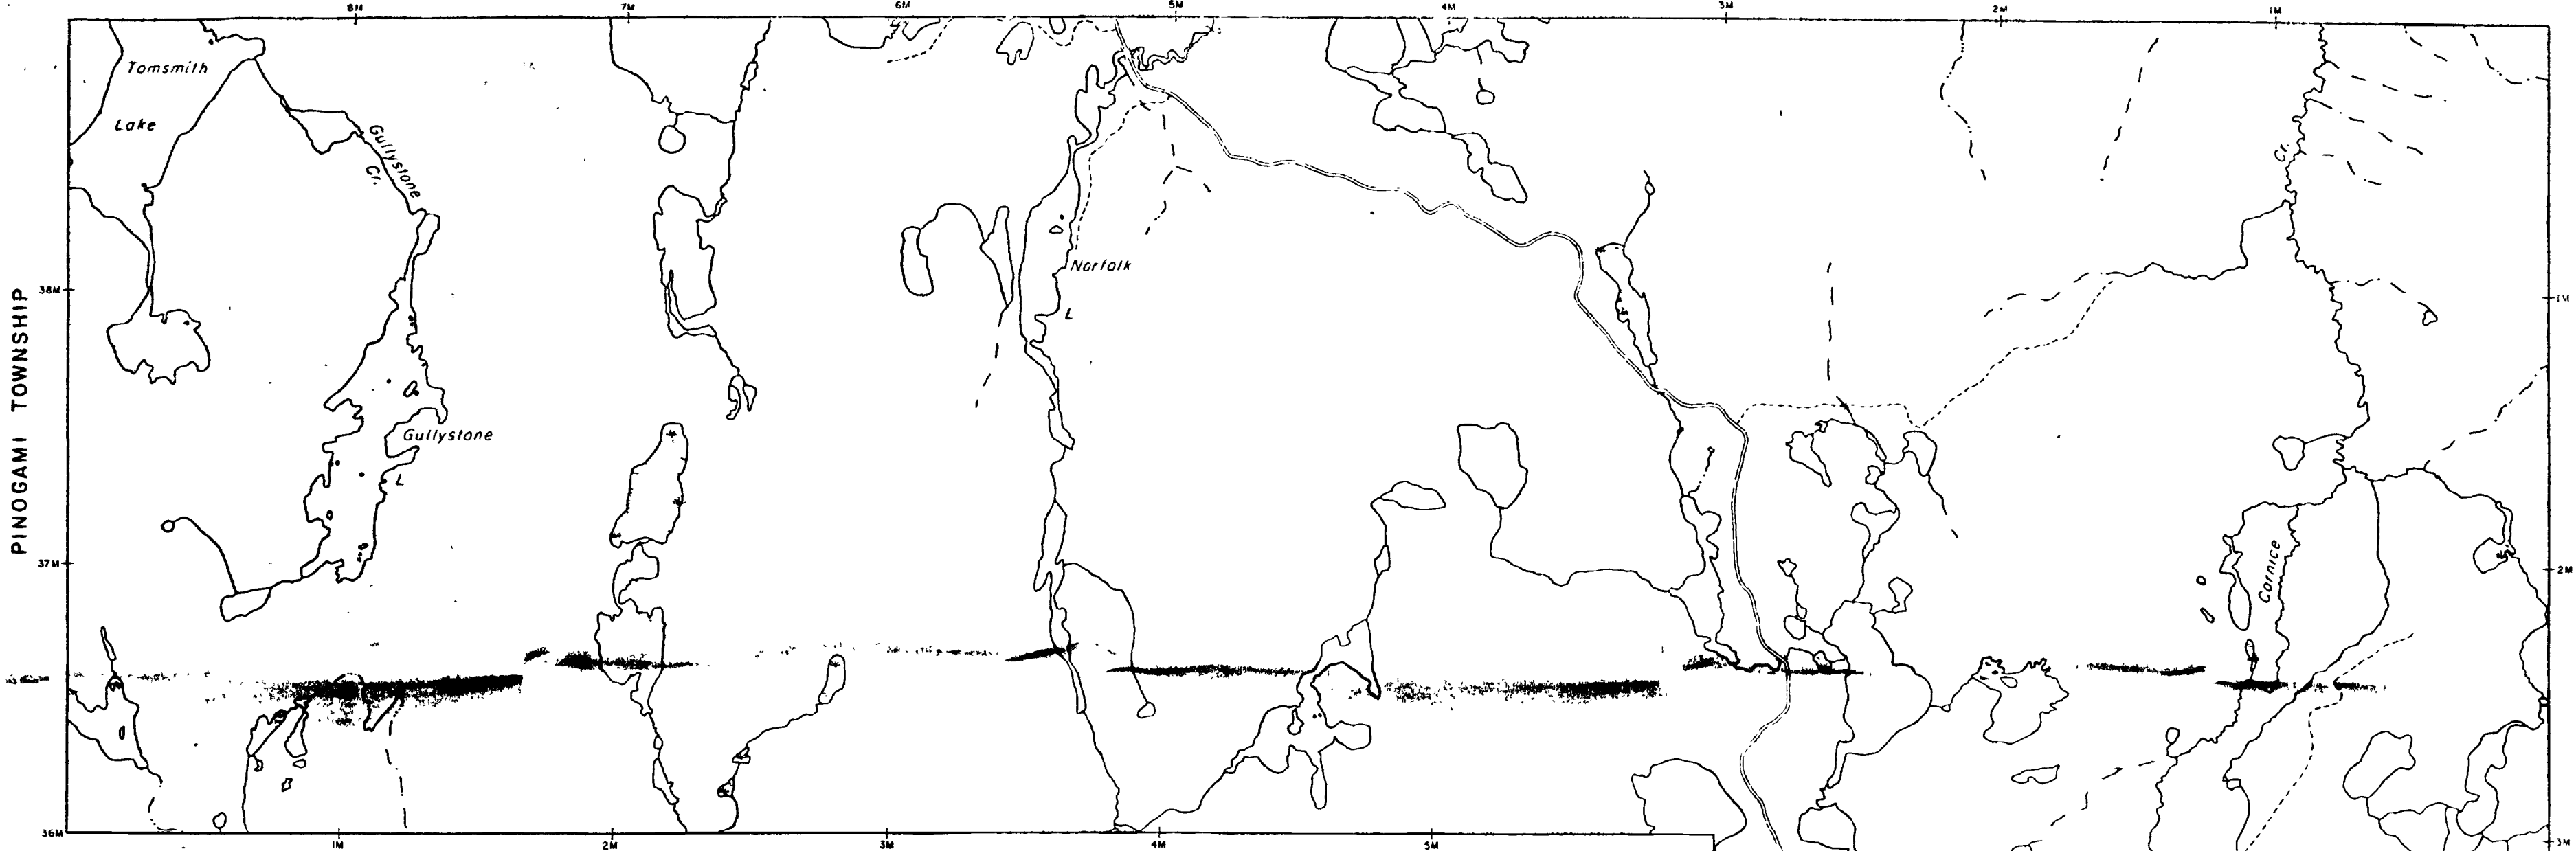 8M 7M 6M 5M 4M 3M 2M 1M
Tomsmith
Lake
Gullystone
Cr.
Cr.
Norfolk
L
38M
1M
PINOGAMI TOWNSHIP
Gullystone
L
37M
2M
Cornice
36M
3M
1M 2M 3M 4M 5M